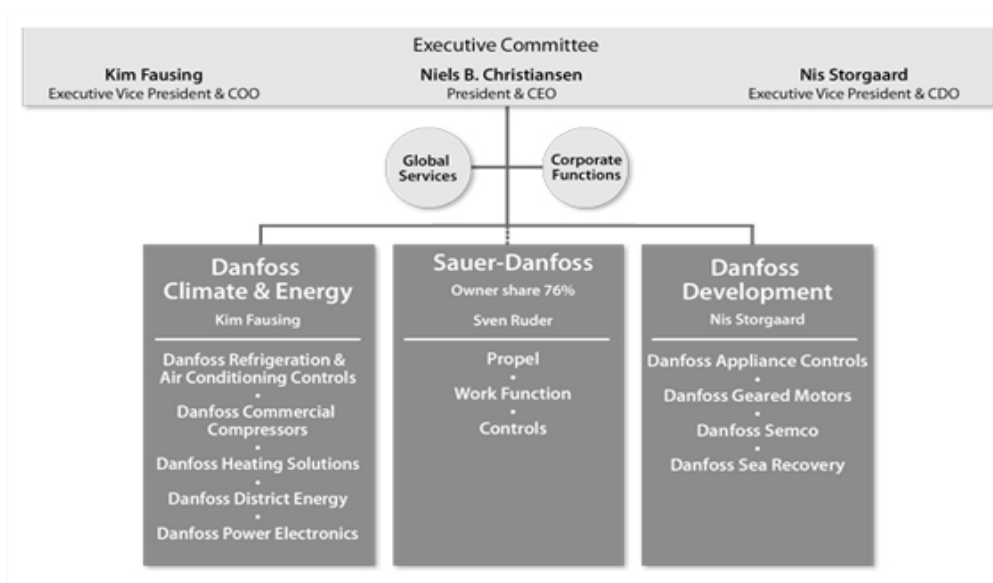 Executive Committee
Kim Fausing
Executive Vice President & COO
Niels B. Christiansen
President & CEO
Nis Storgaard
Executive Vice President & CDO
Global
Services
Corporate
Functions
Danfoss
Climate & Energy
Kim Fausing
Danfoss Refrigeration &
Air Conditioning Controls
•
Danfoss Commercial
Compressors
•
Danfoss Heating Solutions
•
Danfoss District Energy
•
Danfoss Power Electronics
Sauer-Danfoss
Owner share 76%
Sven Ruder
Propel
•
Work Function
•
Controls
Danfoss
Development
Nis Storgaard
Danfoss Appliance Controls
•
Danfoss Geared Motors
•
Danfoss Semco
•
Danfoss Sea Recovery